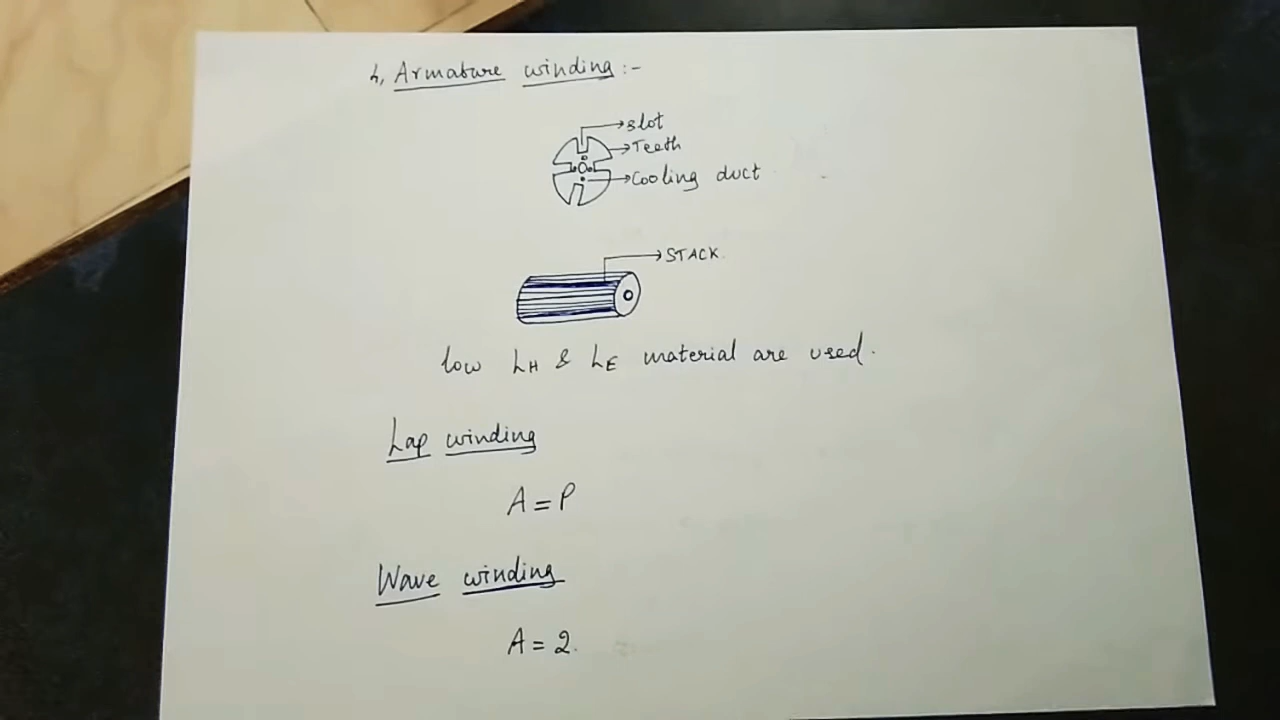 4, Armature winding :-
slot
Teeth
Cooling duct
STACK.
low LH & LE material are used.
Lap winding
A = P
Wave winding
A = 2.